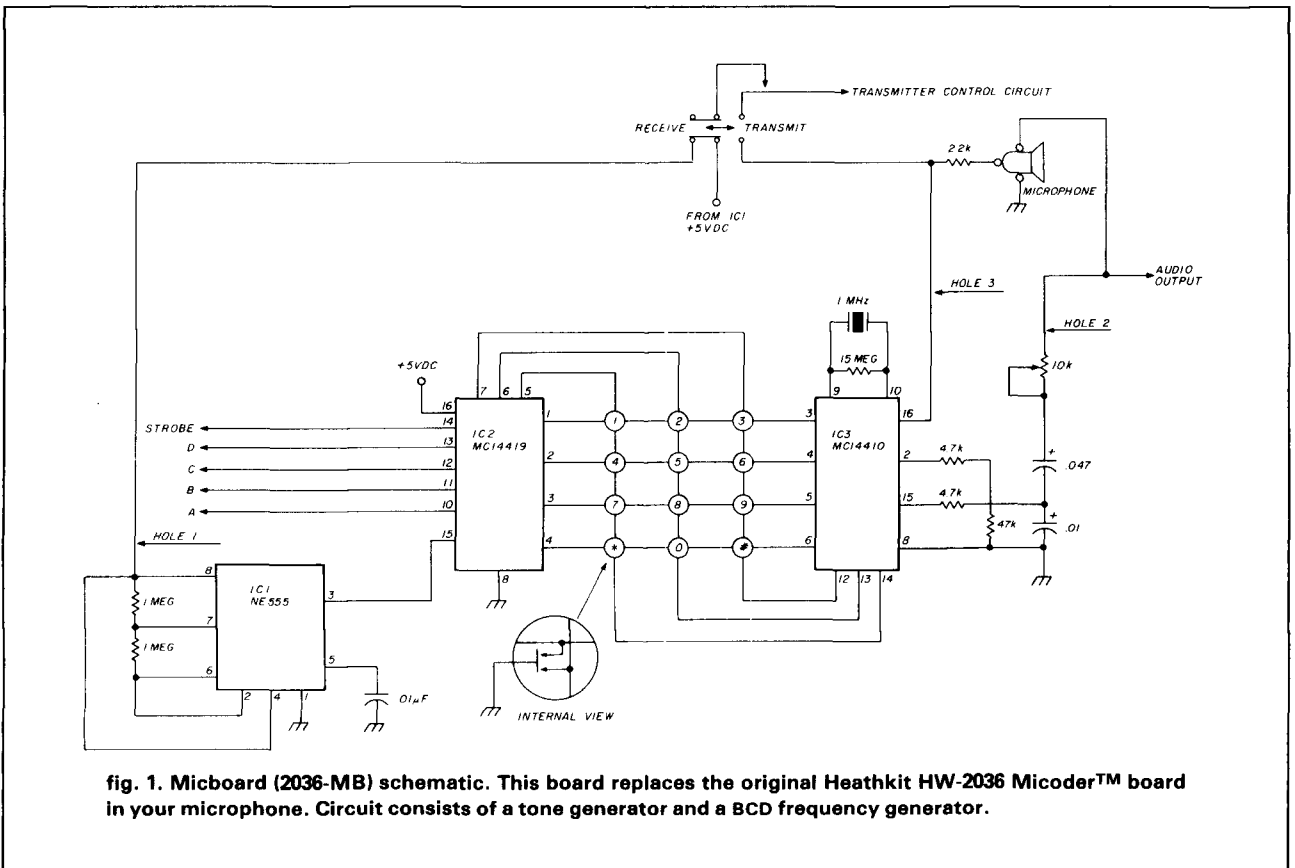 TRANSMITTER CONTROL CIRCUIT
RECEIVE TRANSMIT
22k
MICROPHONE
FROM IC1
+5VDC
HOLE 3
AUDIO
OUTPUT
1 MHz
HOLE 2
15 MEG
10k
+5VDC
7 6 5
9 10
16
14
13
12
11
10
15
STROBE
D
C
B
A
IC2
MC14419
1
2
3
4
8
1 2 3
4 5 6
7 8 9
* 0 #
3
4
5
6
IC3
MC14410
16
2
15
8
12 13 14
4.7k
4.7k
47k
+
.047
+
.01
HOLE 1
8
7
6
1 MEG
1 MEG
IC1
NE555
3
5
2 4 1
.01µF
INTERNAL VIEW
fig. 1. Micboard (2036-MB) schematic. This board replaces the original Heathkit HW-2036 Micoder™ board
in your microphone. Circuit consists of a tone generator and a BCD frequency generator.